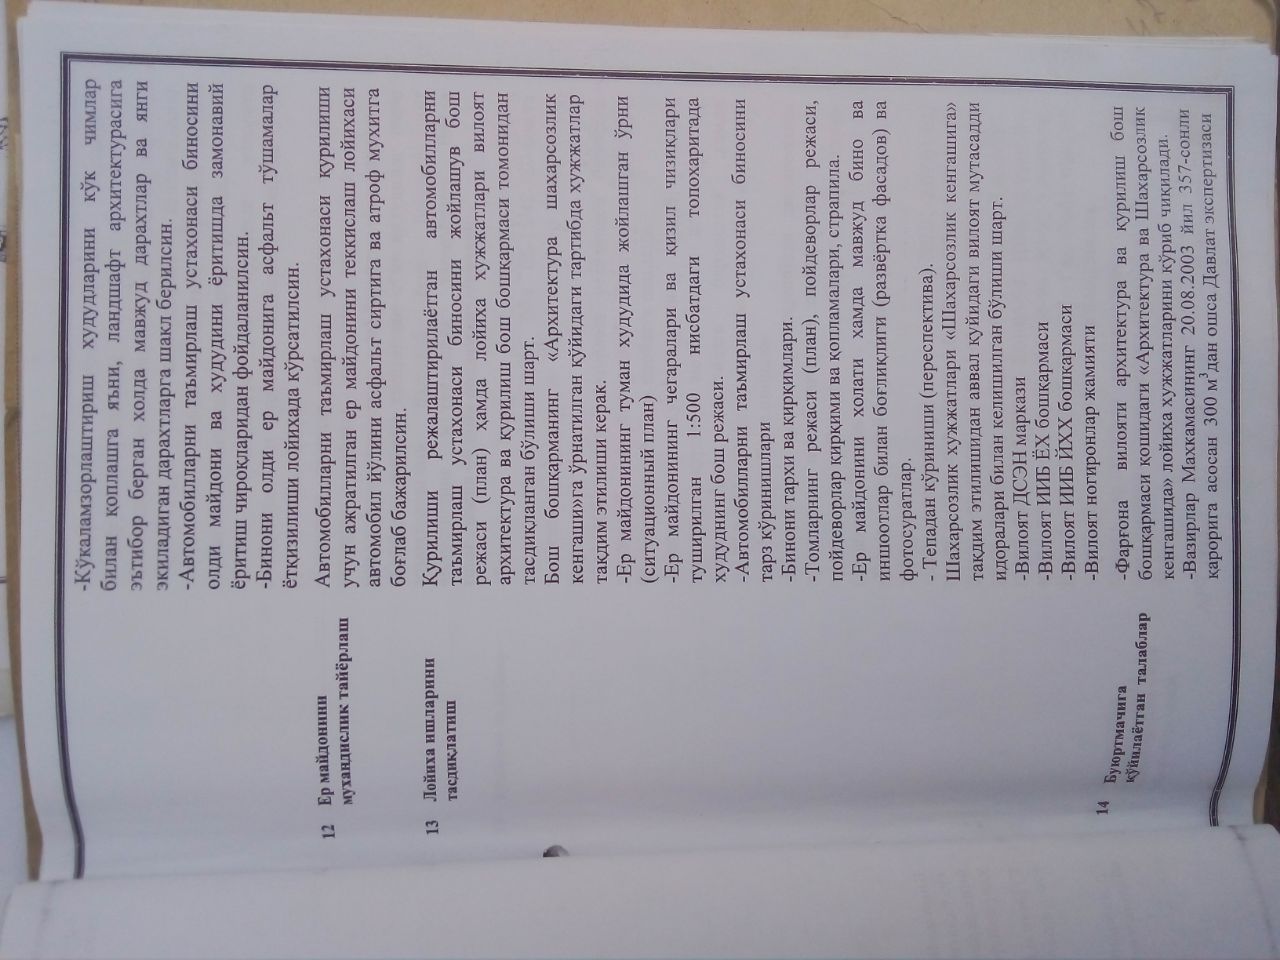 -Кўкаламзорлаштириш худудларини кўк чимлар
билан қоплашга яъни, ландшафт архитектурасига
эътибор берган холда мавжуд дарахтлар ва янги
экиладиган дарахтларга шакл берилсин.
-Автомобилларни таъмирлаш устахонаси биносини
олди майдони ва худудини ёритишда замонавий
ёритиш чироқларидан фойдаланилсин.
-Бинони олди ер майдонига асфальт тўшамалар
ётқизилиши лойихада кўрсатилсин.
12 Ер майдонини
мухандислик тайёрлаш
Автомобилларни таъмирлаш устахонаси қурилиши
учун ажратилган ер майдонини теккислаш лойихаси
автомобил йўлини асфальт сиртига ва атроф мухитга
боғлаб бажарилсин.
13 Лойиха ишларини
тасдиқлатиш
Қурилиши режалаштирилаётган автомобилларни
таъмирлаш устахонаси биносини жойлашув бош
режаси (план) ҳамда лойиха хужжатлари вилоят
архитектура ва қурилиш бош бошқармаси томонидан
тасдиқланган бўлиши шарт.
Бош бошқарманинг «Архитектура шахарсозлик
кенгаши»га ўрнатилган қўйидаги тартибда хужжатлар
тақдим этилиши керак.
-Ер майдонининг туман худудида жойлашган ўрни
(ситуационный план)
-Ер майдонининг чегаралари ва қизил чизиқлари
туширилган 1:500 нисбатдаги топохаритада
худуднинг бош режаси.
-Автомобилларни таъмирлаш устахонаси биносини
тарз кўринишлари
-Бинони тархи ва қирқимлари.
-Томларнинг режаси (план), пойдеворлар режаси,
пойдеворлар қирқими ва қопламалари, страпила.
-Ер майдонини холати хамда мавжуд бино ва
иншоотлар билан боғлиқлиги (развёртка фасадов) ва
фотосуратлар.
- Тепадан кўриниши (переспектива).
Шахарсозлик хужжатлари «Шахарсозлик кенгашига»
тақдим этилишидан аввал қуйидаги вилоят мутасадди
идоралари билан келишилган бўлиши шарт.
-Вилоят ДСЭН маркази
-Вилоят ИИБ ЁХ бошқармаси
-Вилоят ИИБ ЙХХ бошқармаси
-Вилоят ногиронлар жамияти
14 Буюртмачига
қўйилаётган талаблар
-Фарғона вилояти архитектура ва қурилиш бош
бошқармаси қошидаги «Архитектура ва Шахарсозлик
кенгашида» лойиха хужжатларини кўриб чиқилади.
-Вазирлар Махкамасининг 20.08.2003 йил 357-сонли
қарорига асосан 300 м³дан ошса Давлат экспертизаси